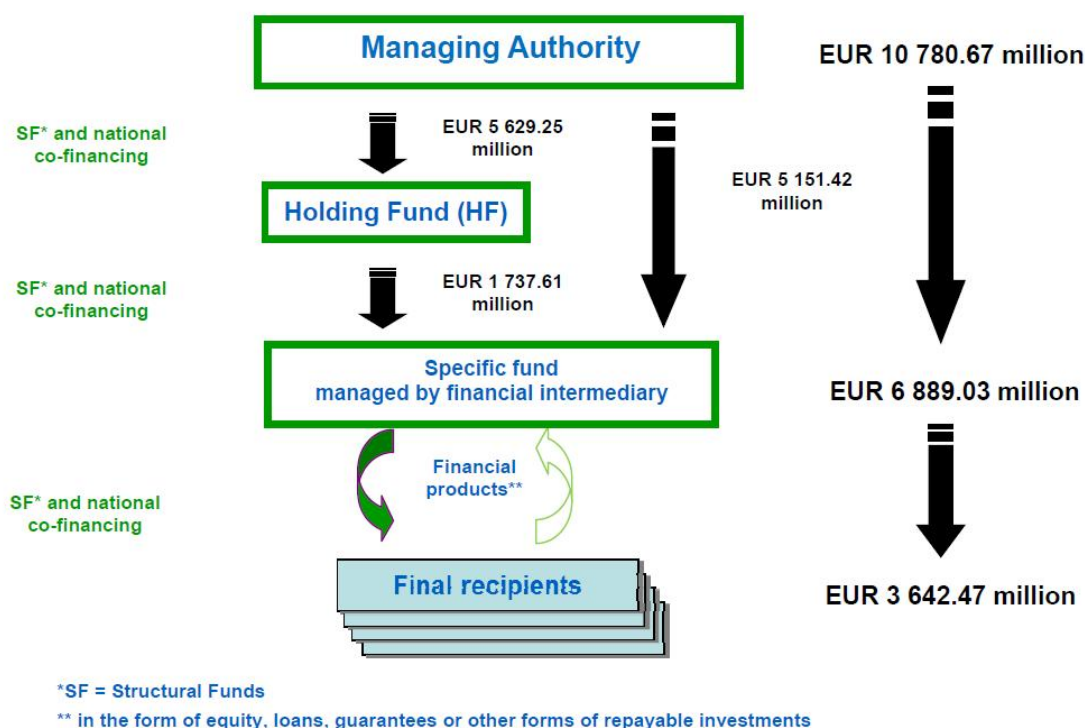 Managing Authority
EUR 10 780.67 million
SF* and national
co-financing
EUR 5 629.25
million
EUR 5 151.42
million
Holding Fund (HF)
SF* and national
co-financing
EUR 1 737.61
million
Specific fund
managed by financial intermediary
EUR 6 889.03 million
Financial
products**
SF* and national
co-financing
Final recipients
EUR 3 642.47 million
*SF = Structural Funds
** in the form of equity, loans, guarantees or other forms of repayable investments